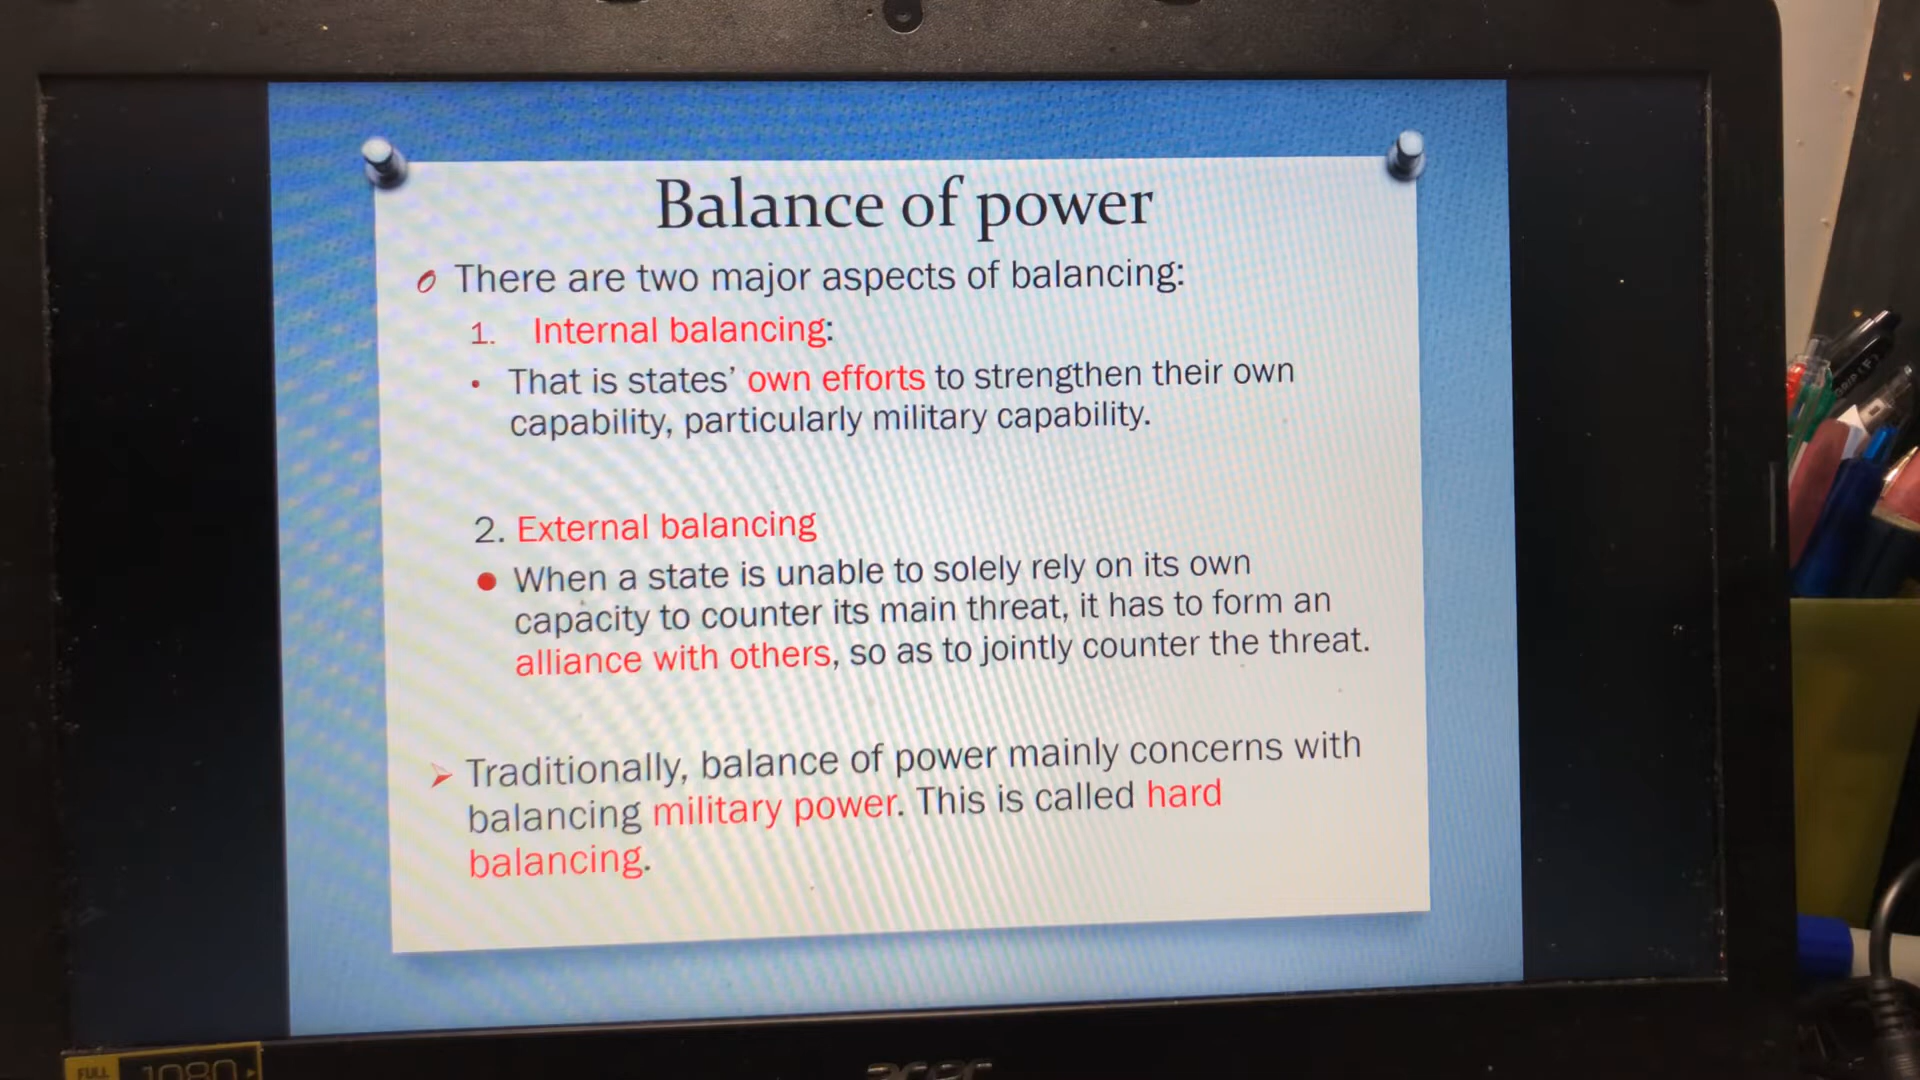 Balance of power
There are two major aspects of balancing:
1. Internal balancing:
• That is states' own efforts to strengthen their own
capability, particularly military capability.
2. External balancing
• When a state is unable to solely rely on its own
capacity to counter its main threat, it has to form an
alliance with others, so as to jointly counter the threat.
➢ Traditionally, balance of power mainly concerns with
balancing military power. This is called hard
balancing.
FULL 1080
acer